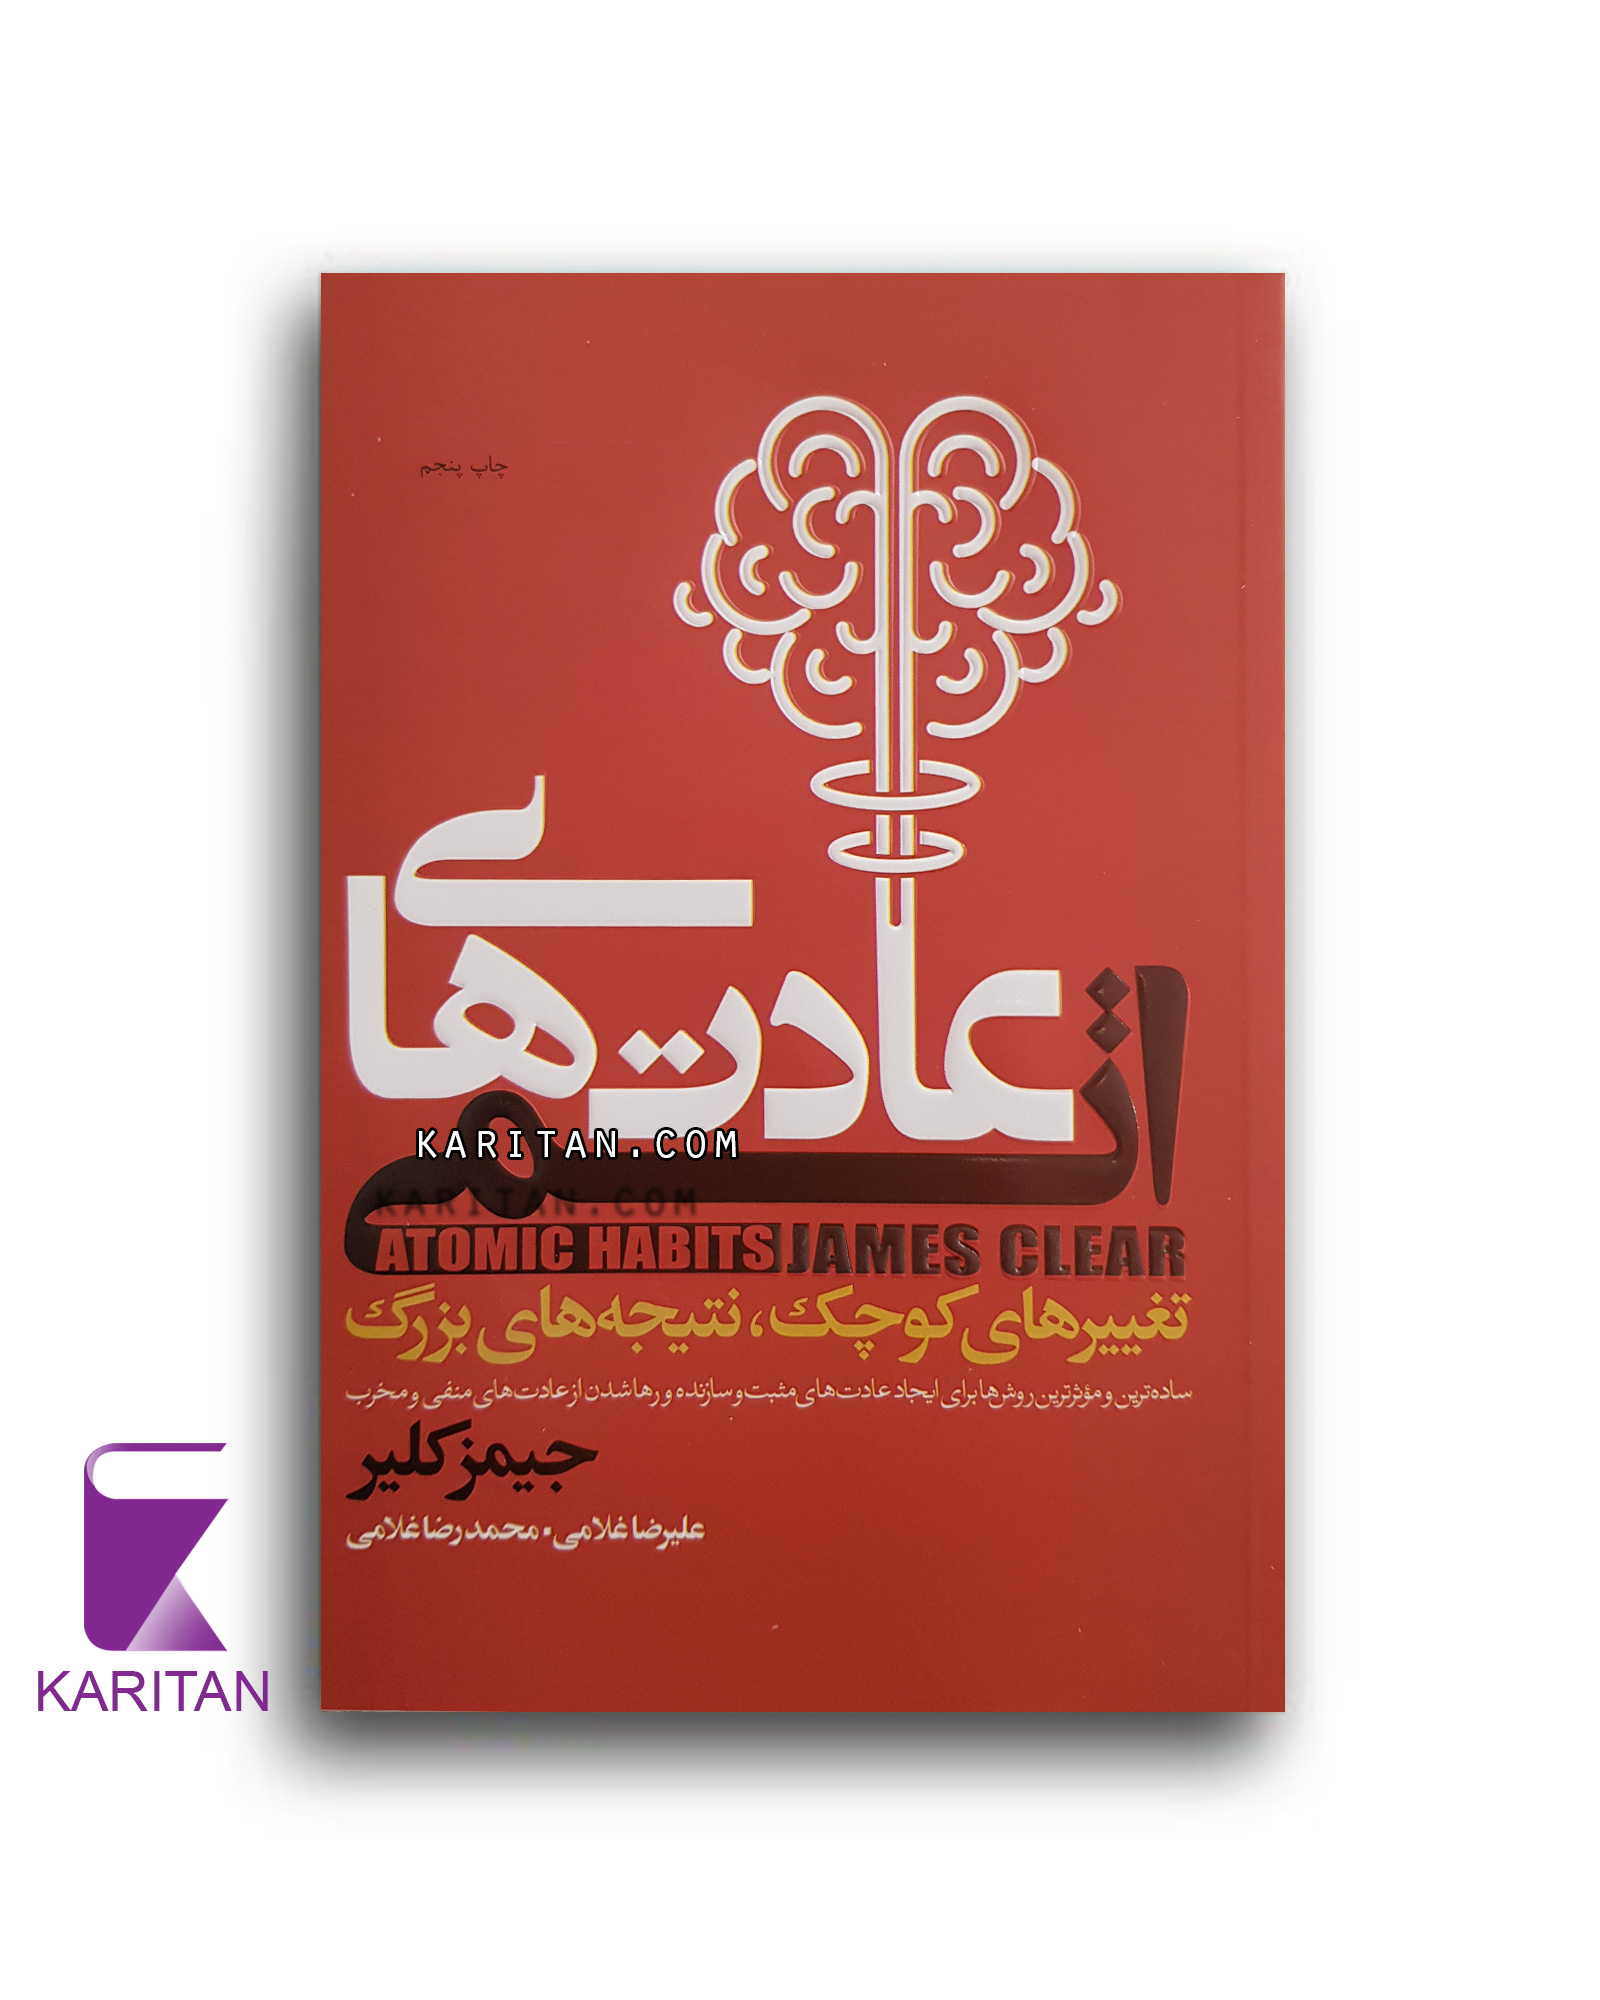 چاپ پنجم
عادت‌های
اتمی
KARITAN.COM
KARITAN.COM
ATOMIC HABITS JAMES CLEAR
تغییرهای کوچک، نتیجه‌های بزرگ
ساده‌ترین و مؤثرترین روش‌ها برای ایجاد عادت‌های مثبت و سازنده و رها شدن از عادت‌های منفی و مخرب
جیمز کلیر
علیرضا غلامی • محمدرضا غلامی
KARITAN